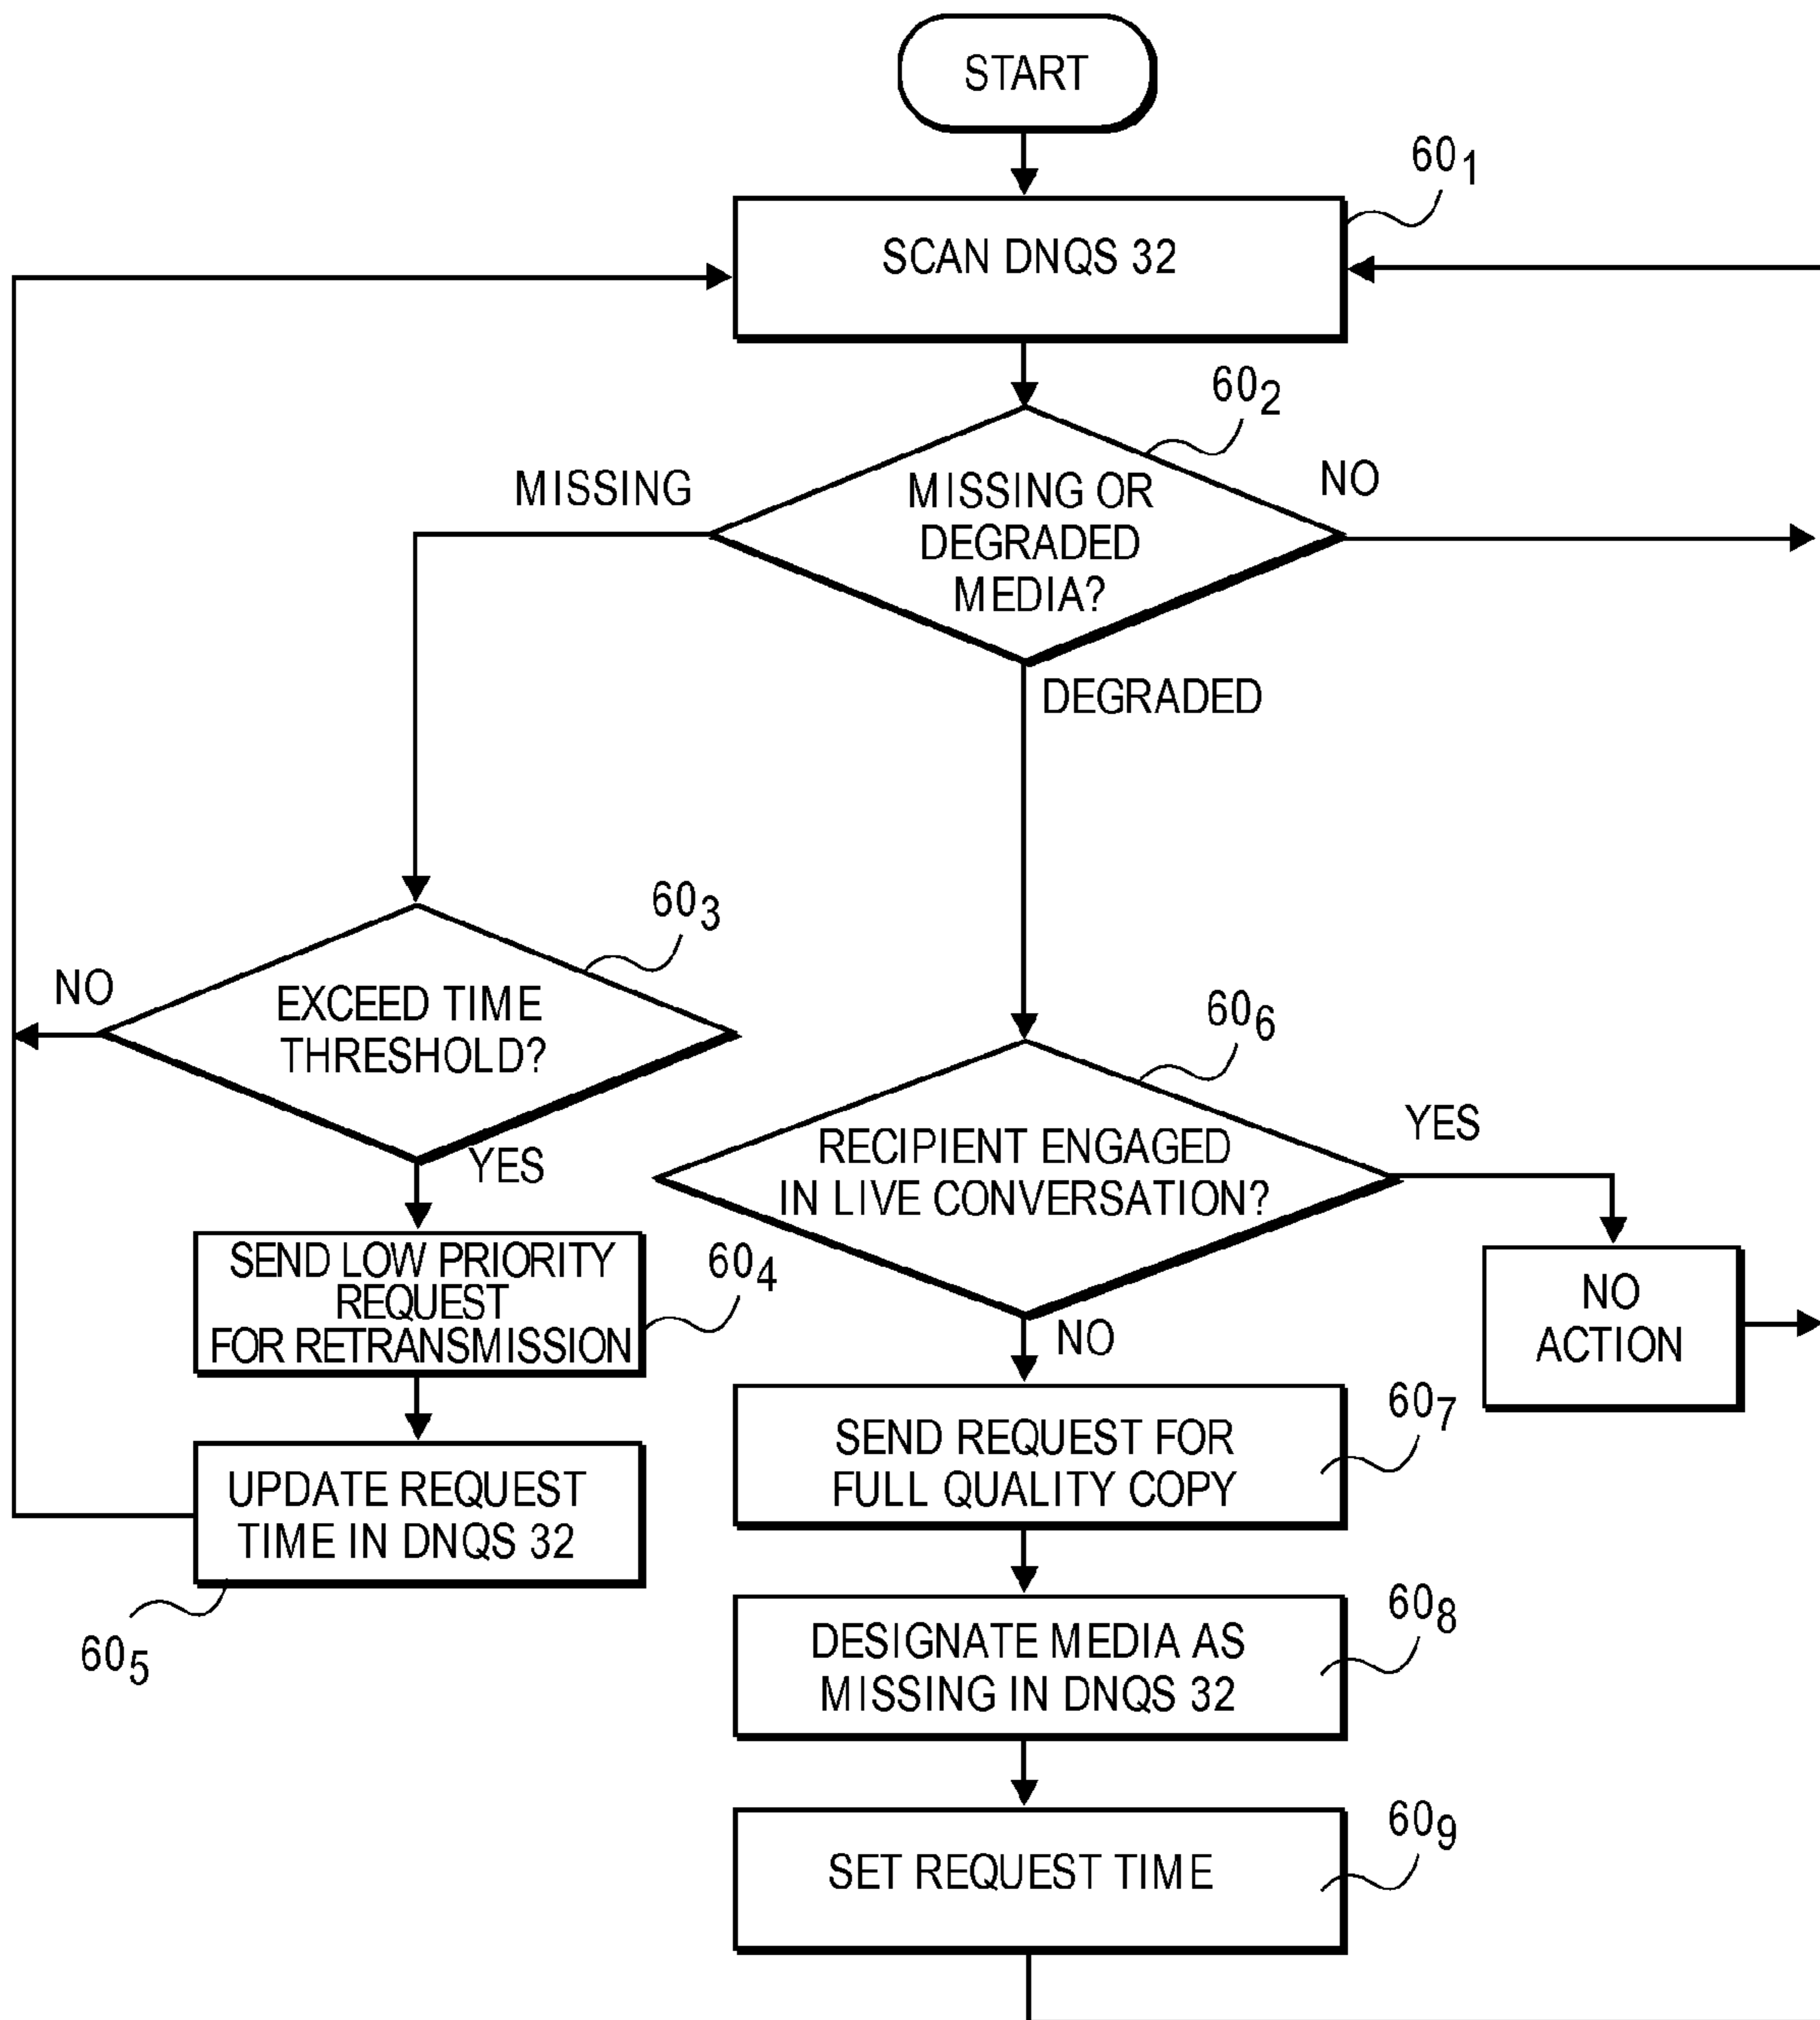 START
60₁
SCAN DNQS 32
60₂
MISSING
MISSING OR
DEGRADED
MEDIA?
NO
DEGRADED
60₃
NO
EXCEED TIME
THRESHOLD?
YES
60₆
RECIPIENT ENGAGED
IN LIVE CONVERSATION?
YES
NO
SEND LOW PRIORITY
REQUEST
FOR RETRANSMISSION
60₄
NO
ACTION
UPDATE REQUEST
TIME IN DNQS 32
60₅
SEND REQUEST FOR
FULL QUALITY COPY
60₇
DESIGNATE MEDIA AS
MISSING IN DNQS 32
60₈
SET REQUEST TIME
60₉